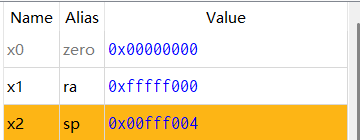 Name Alias Value
x0 zero 0x00000000
x1 ra 0xfffff000
x2 sp 0x00fff004